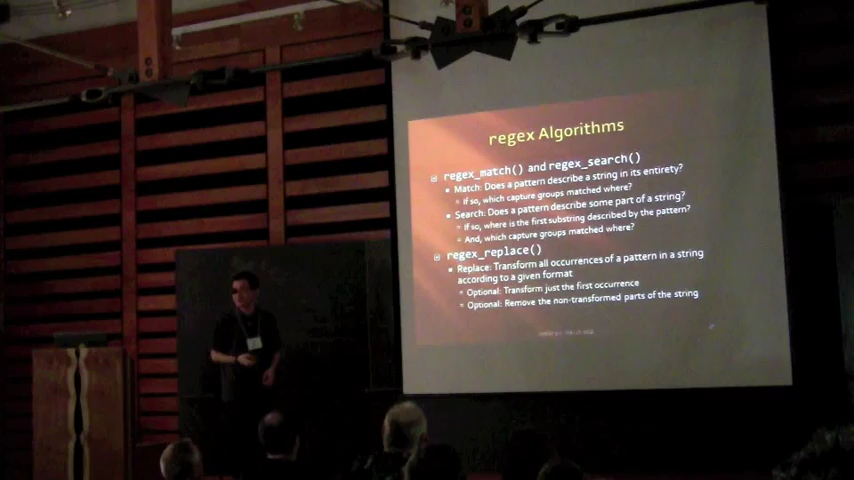 regex Algorithms
regex_match() and regex_search()
Match: Does a pattern describe a string in its entirety?
If so, which capture groups matched where?
Search: Does a pattern describe some part of a string?
If so, where is the first substring described by the pattern?
And, which capture groups matched where?
regex_replace()
Replace: Transform all occurrences of a pattern in a string
according to a given format
Optional: Transform just the first occurrence
Optional: Remove the non-transformed parts of the string